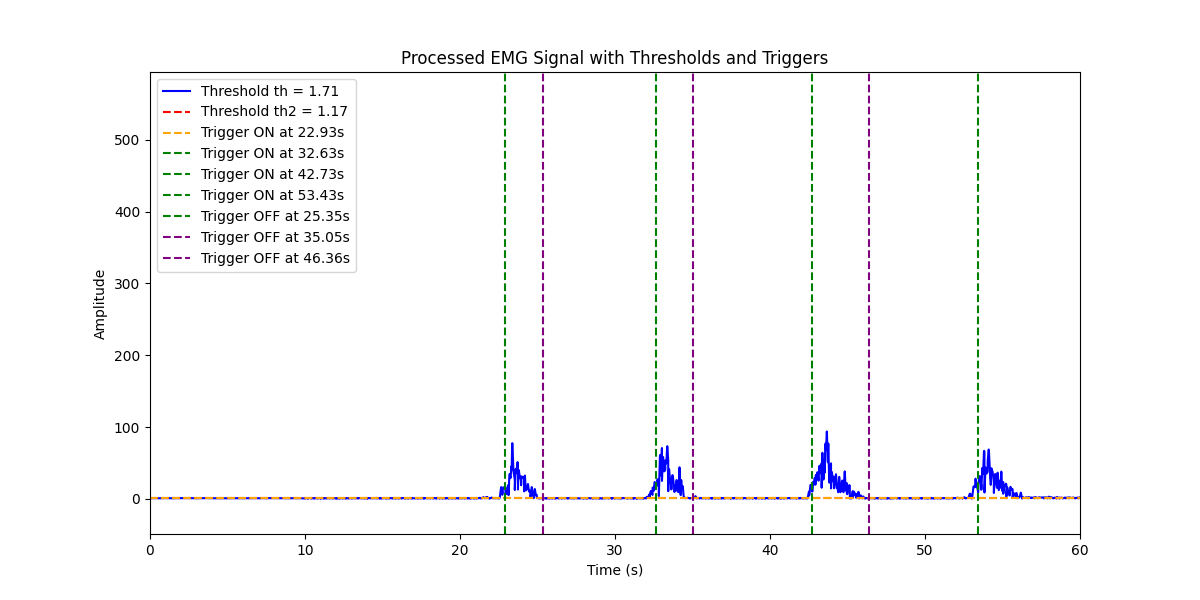 Processed EMG Signal with Thresholds and Triggers
Threshold th = 1.71
Threshold th2 = 1.17
Trigger ON at 22.93s
Trigger ON at 32.63s
Trigger ON at 42.73s
Trigger ON at 53.43s
Trigger OFF at 25.35s
Trigger OFF at 35.05s
Trigger OFF at 46.36s
Amplitude
500
400
300
200
100
0
0 10 20 30 40 50 60
Time (s)